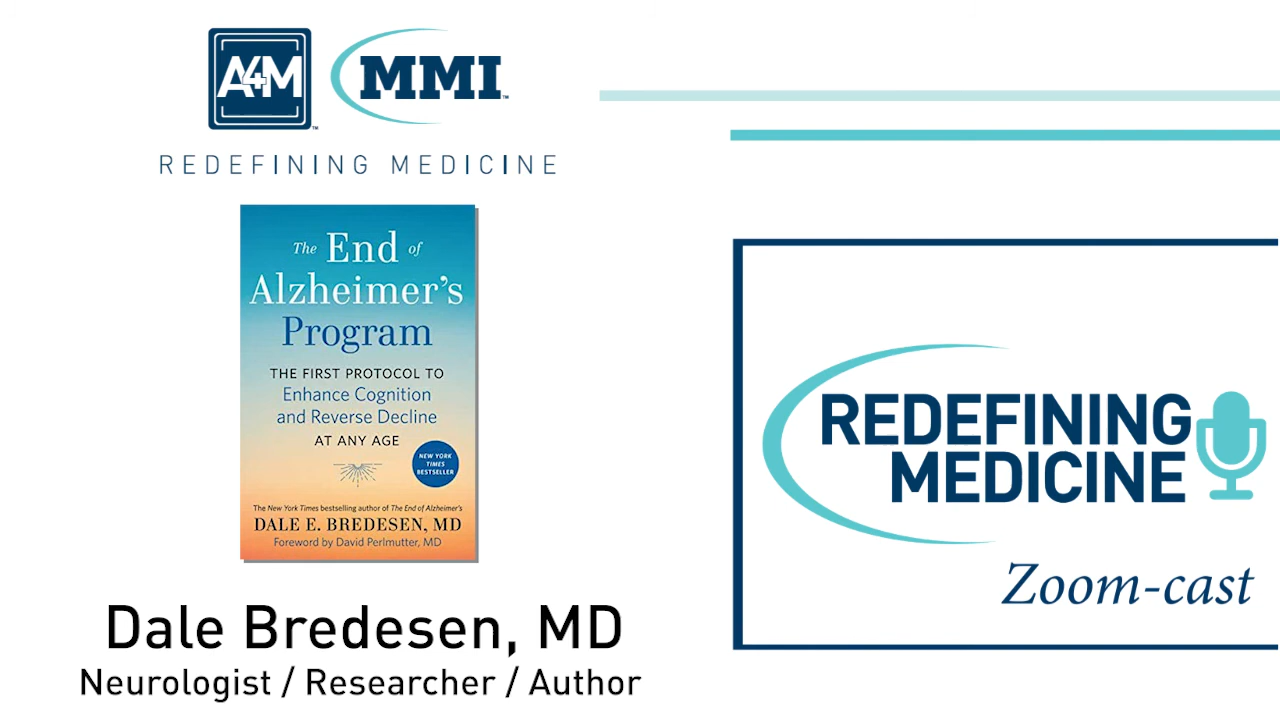 A4M
MMI™
REDEFINING MEDICINE
The End of
Alzheimer's
Program
THE FIRST PROTOCOL TO
Enhance Cognition
and Reverse Decline
AT ANY AGE
NEW YORK
TIMES
BESTSELLER
The New York Times bestselling author of The End of Alzheimer's
DALE E. BREDESEN, MD
Foreword by David Perlmutter, MD
Dale Bredesen, MD
Neurologist / Researcher / Author
REDEFINING
MEDICINE
Zoom-cast